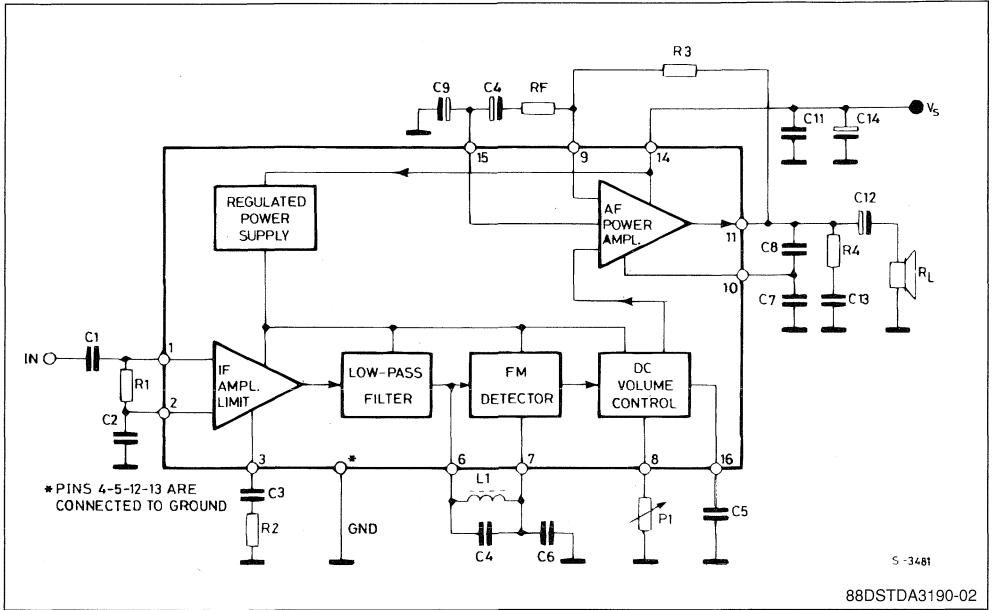 R3
C9
C4
RF
C11
C14
VS
15
9
14
REGULATED
POWER
SUPPLY
AF
POWER
AMPL.
11
C12
C8
R4
RL
10
C7
C13
IN
C1
1
R1
2
C2
IF
AMPL.
LIMIT
LOW-PASS
FILTER
FM
DETECTOR
DC
VOLUME
CONTROL
3
*
6
7
8
16
* PINS 4-5-12-13 ARE
CONNECTED TO GROUND
C3
R2
GND
L1
C4
C6
P1
C5
S-3481
88DSTDA3190-02